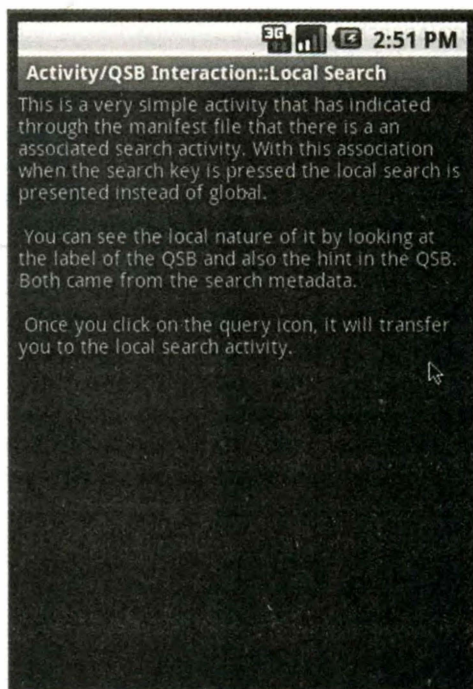 3G 2:51 PM
Activity/QSB Interaction::Local Search
This is a very simple activity that has indicated
through the manifest file that there is a an
associated search activity. With this association
when the search key is pressed the local search is
presented instead of global.
You can see the local nature of it by looking at
the label of the QSB and also the hint in the QSB.
Both came from the search metadata.
Once you click on the query icon, it will transfer
you to the local search activity.